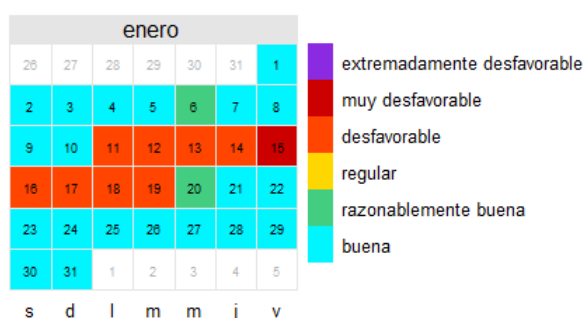 enero
26 27 28 29 30 31 1
2 3 4 5 6 7 8
9 10 11 12 13 14 15
16 17 18 19 20 21 22
23 24 25 26 27 28 29
30 31 1 2 3 4 5
s d l m m j v
extremadamente desfavorable
muy desfavorable
desfavorable
regular
razonablemente buena
buena